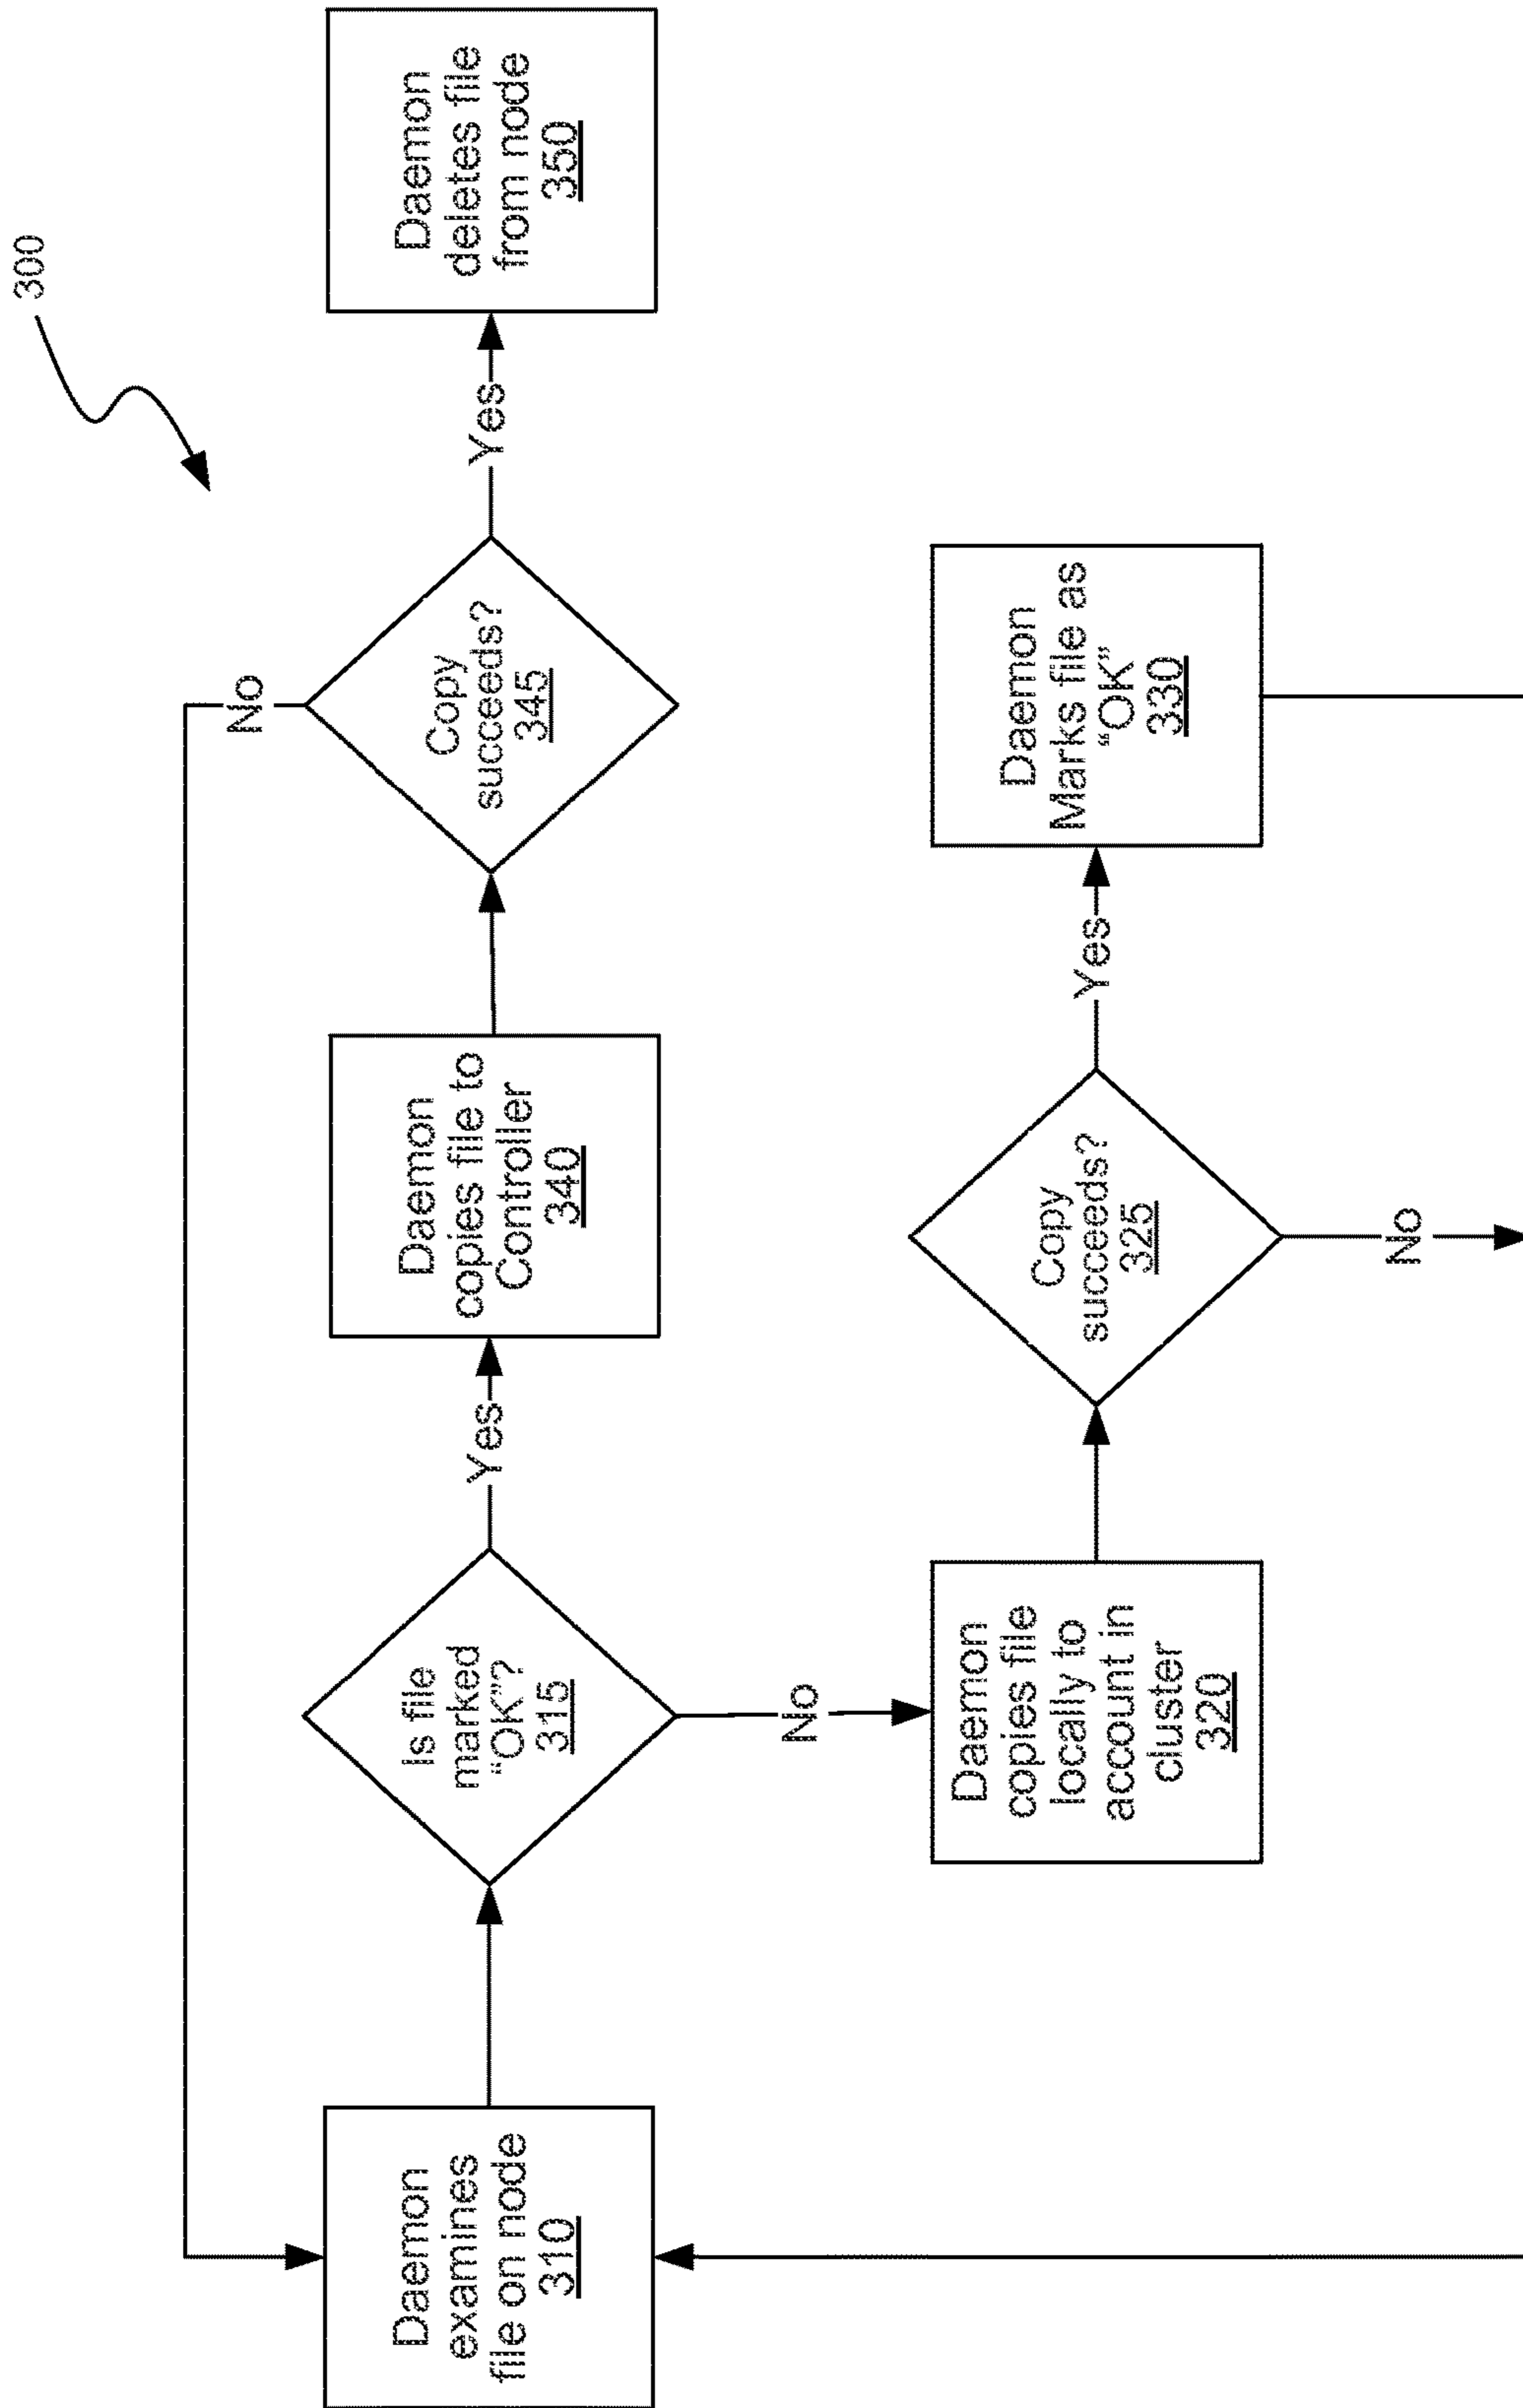 300
Daemon
examines
file on node
310
Is file
marked
“OK”?
315
Yes
Daemon
copies file to
Controller
340
Copy
succeeds?
345
No
Yes
Daemon
deletes file
from node
350
No
Daemon
copies file
locally to
account in
cluster
320
Copy
succeeds?
325
No
Yes
Daemon
Marks file as
“OK”
330